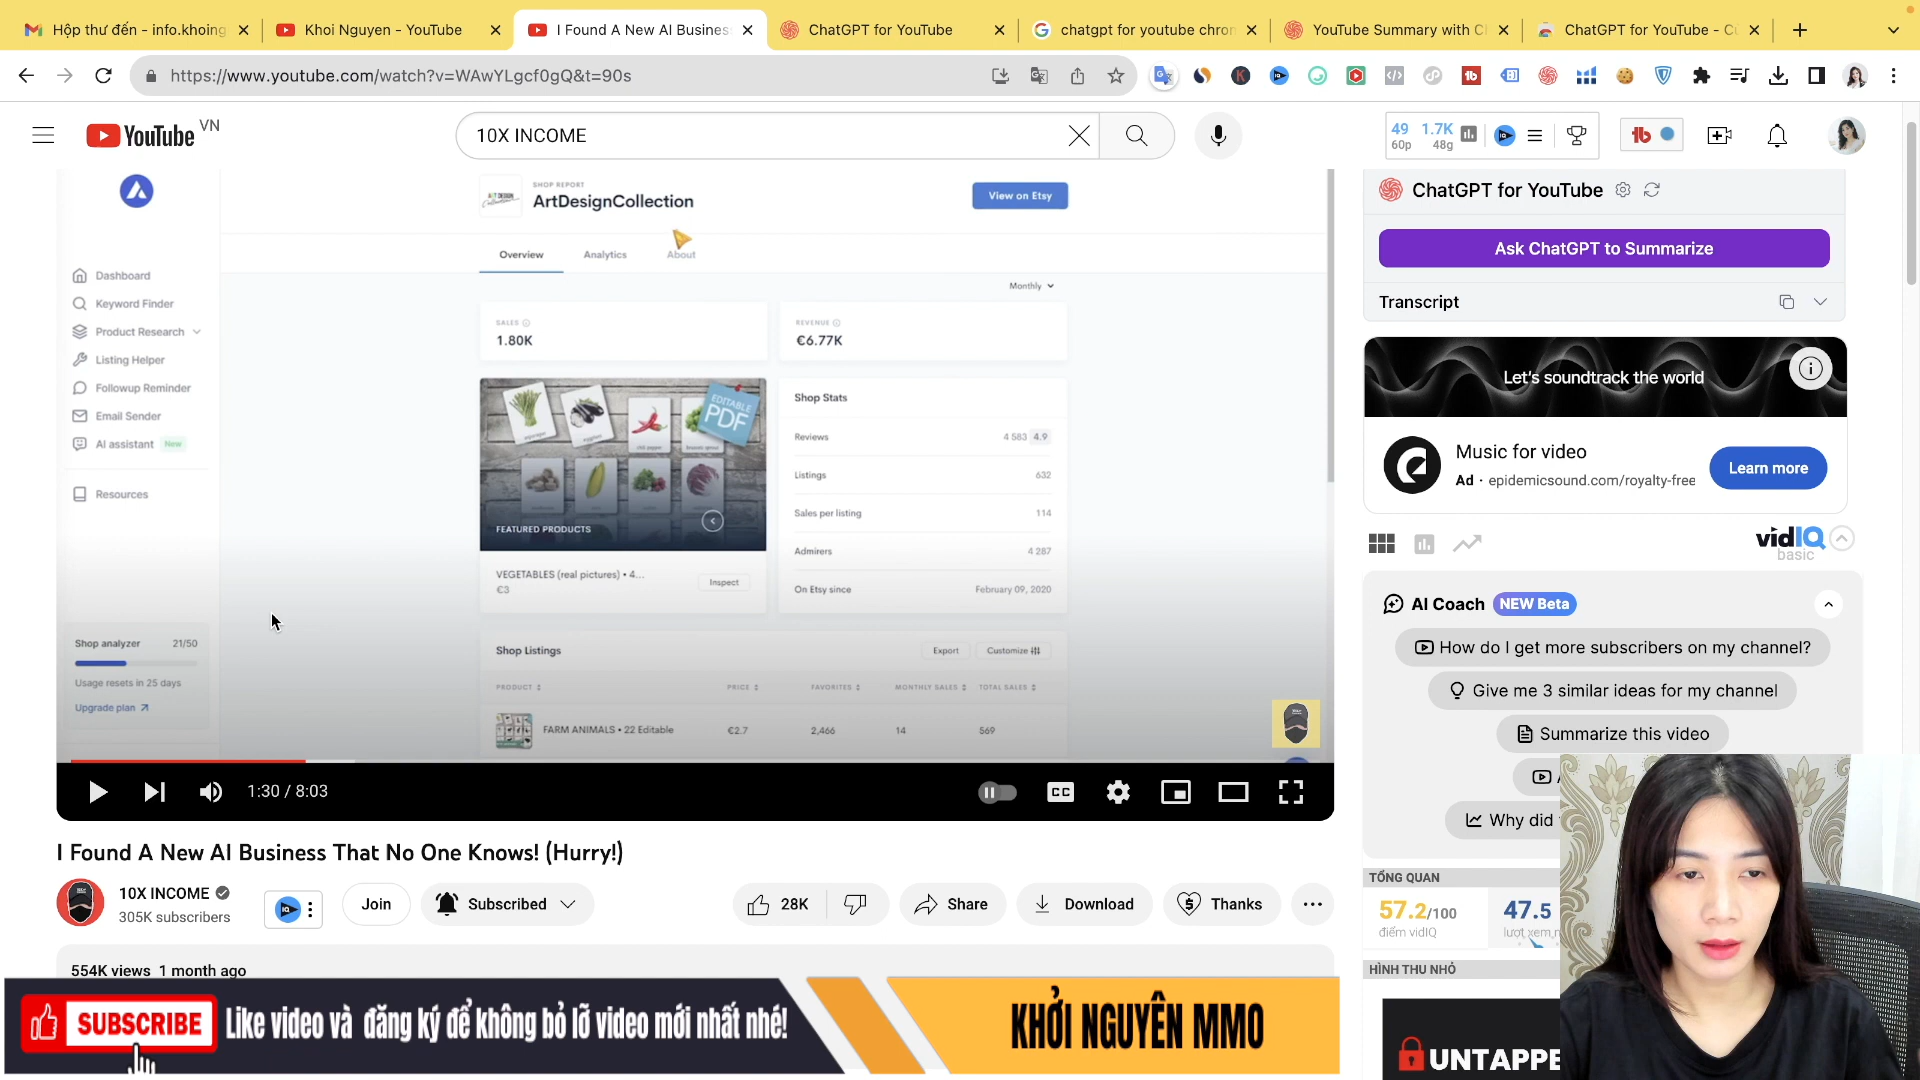 Hộp thư đến - info.khoing
Khoi Nguyen - YouTube
I Found A New AI Busines
ChatGPT for YouTube
chatgpt for youtube chron
YouTube Summary with C
ChatGPT for YouTube - C
https://www.youtube.com/watch?v=WAwYLgcf0gQ&t=90s
YouTube VN
10X INCOME
49
60p
1.7K
48g
SHOP REPORT
ArtDesignCollection
View on Etsy
Overview
Analytics
About
Monthly
Dashboard
Keyword Finder
Product Research
Listing Helper
Followup Reminder
Email Sender
AI assistant New
Resources
SALES
1.80K
REVENUE
€6.77K
EDITABLE
PDF
FEATURED PRODUCTS
VEGETABLES (real pictures) • 4...
€3
Inspect
Shop Stats
Reviews 4 583 4.9
Listings 632
Sales per listing 114
Admirers 4 287
On Etsy since February 09, 2020
Shop analyzer 21/50
Usage resets in 25 days
Upgrade plan
Shop Listings
Export
Customize
PRODUCT
PRICE
FAVORITES
MONTHLY SALES
TOTAL SALES
FARM ANIMALS • 22 Editable €2.7 2,466 14 569
1:30 / 8:03
CC
I Found A New AI Business That No One Knows! (Hurry!)
10X INCOME
305K subscribers
Join
Subscribed
28K
Share
Download
Thanks
554K views 1 month ago
ChatGPT for YouTube
Ask ChatGPT to Summarize
Transcript
Let's soundtrack the world
Music for video
Ad · epidemicsound.com/royalty-free
Learn more
vidIQ
basic
AI Coach NEW Beta
How do I get more subscribers on my channel?
Give me 3 similar ideas for my channel
Summarize this video
Why did
TỔNG QUAN
57.2/100
điểm vidIQ
47.5
lượt xem
HÌNH THU NHỎ
UNTAPPE
SUBSCRIBE
Like video và đăng ký để không bỏ lỡ video mới nhất nhé!
KHỞI NGUYÊN MMO